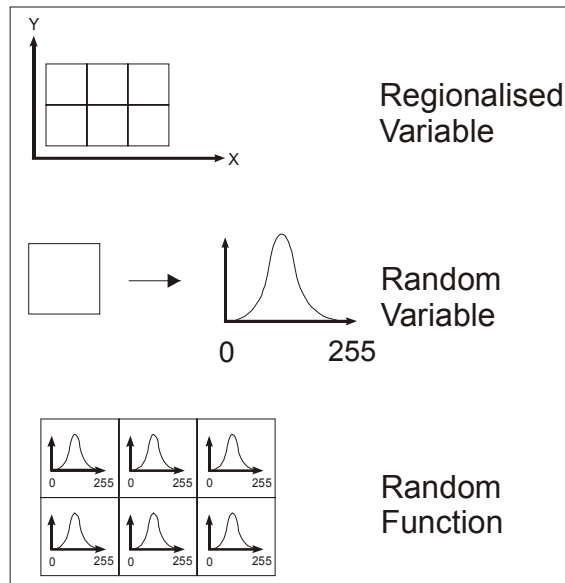 Y
X
Regionalised
Variable
0 255
Random
Variable
0 255 0 255 0 255
0 255 0 255 0 255
Random
Function